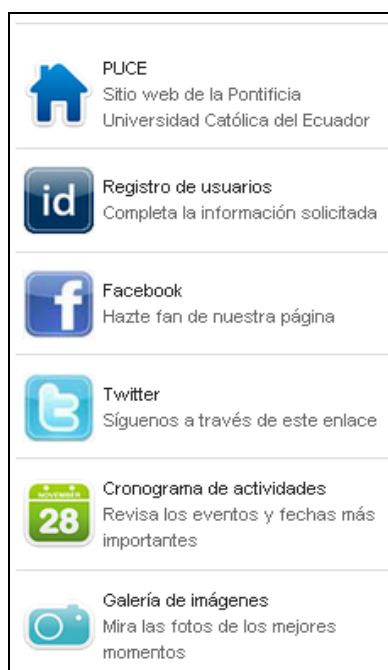 PUCE
Sitio web de la Pontificia
Universidad Católica del Ecuador
id
Registro de usuarios
Completa la información solicitada
f
Facebook
Hazte fan de nuestra página
t
Twitter
Síguenos a través de este enlace
NOVEMBER
28
Cronograma de actividades
Revisa los eventos y fechas más
importantes
Galería de imágenes
Mira las fotos de los mejores
momentos